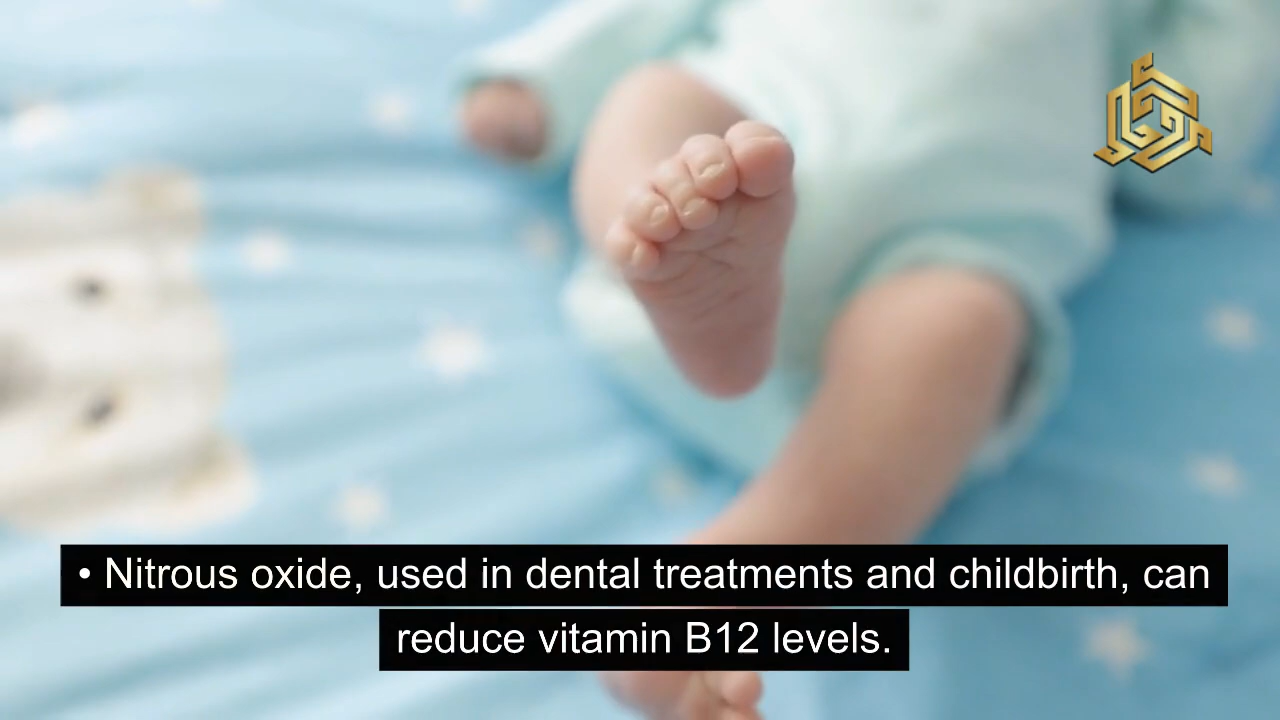 • Nitrous oxide, used in dental treatments and childbirth, can
reduce vitamin B12 levels.